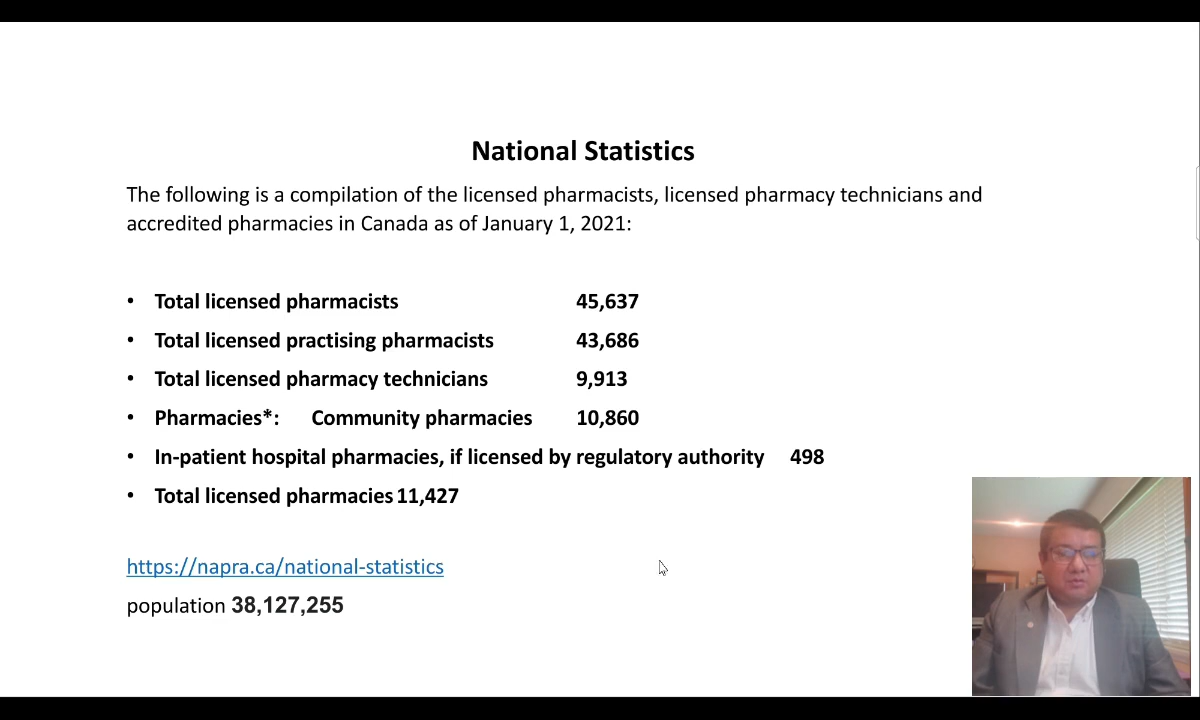 National Statistics
The following is a compilation of the licensed pharmacists, licensed pharmacy technicians and
accredited pharmacies in Canada as of January 1, 2021:
• Total licensed pharmacists 45,637
• Total licensed practising pharmacists 43,686
• Total licensed pharmacy technicians 9,913
• Pharmacies*: Community pharmacies 10,860
• In-patient hospital pharmacies, if licensed by regulatory authority 498
• Total licensed pharmacies 11,427
https://napra.ca/national-statistics
population 38,127,255